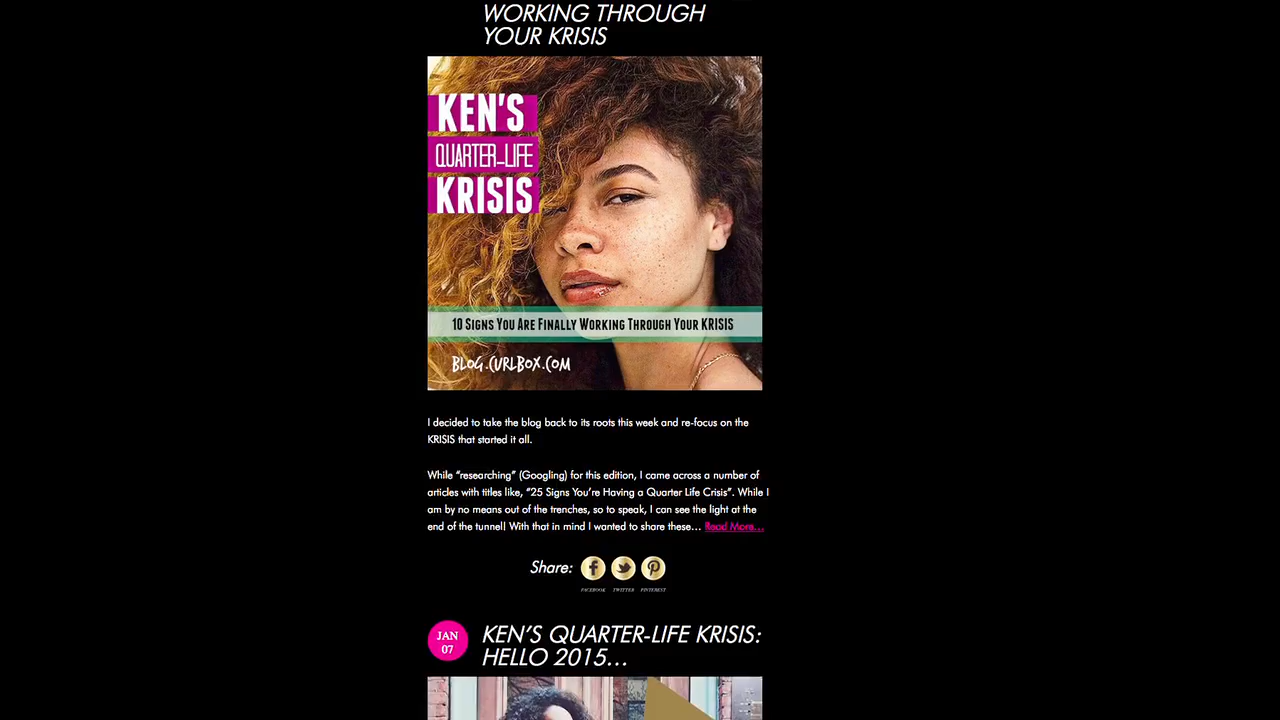 WORKING THROUGH
YOUR KRISIS
KEN'S
QUARTER-LIFE
KRISIS
10 Signs You Are Finally Working Through Your KRISIS
BLOG.CURLBOX.COM
I decided to take the blog back to its roots this week and re-focus on the
KRISIS that started it all.
While “researching” (Googling) for this edition, I came across a number of
articles with titles like, “25 Signs You’re Having a Quarter Life Crisis”. While I
am by no means out of the trenches, so to speak, I can see the light at the
end of the tunnel! With that in mind I wanted to share these… Read More…
Share:
FACEBOOK TWITTER PINTEREST
JAN
07
KEN’S QUARTER-LIFE KRISIS:
HELLO 2015…